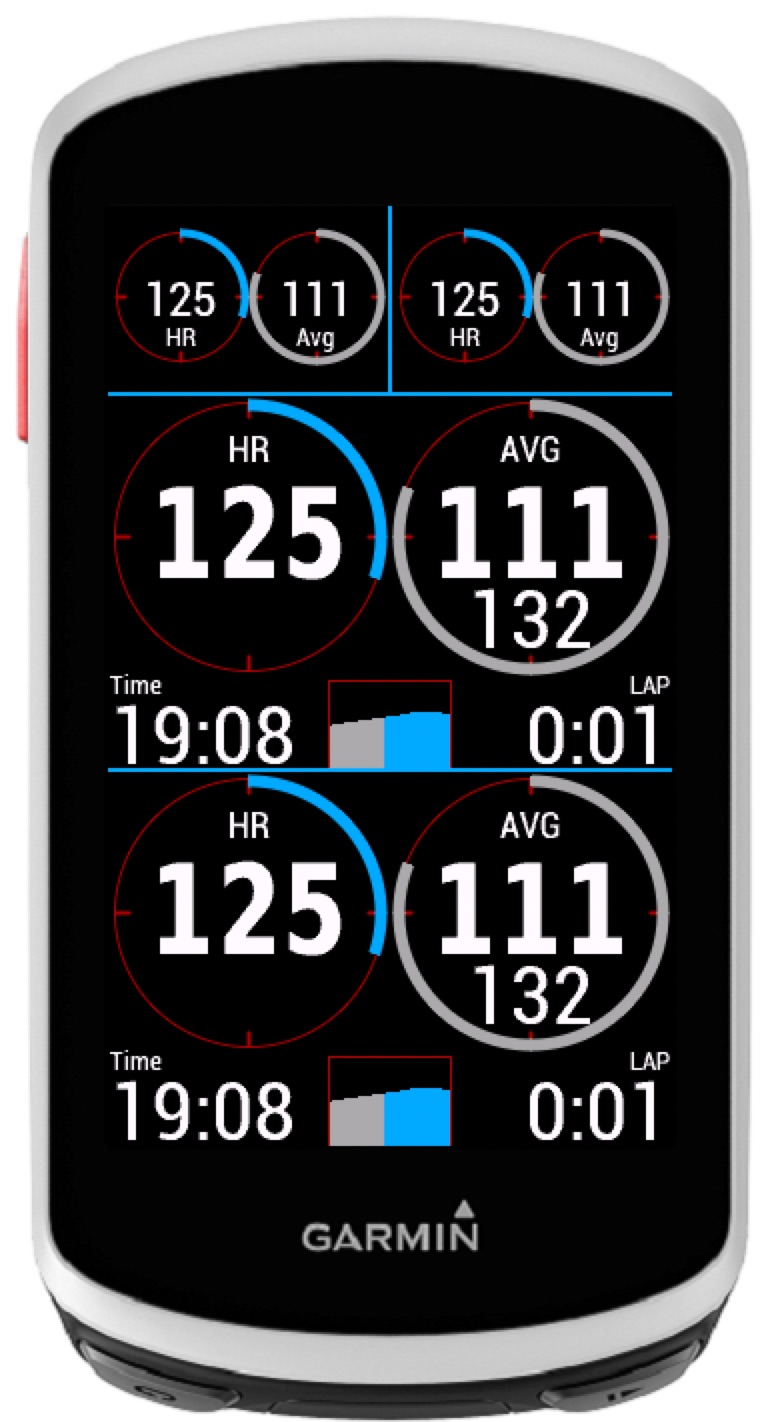 125 111 125 111
HR Avg HR Avg
HR AVG
125 111
132
Time LAP
19:08 0:01
HR AVG
125 111
132
Time LAP
19:08 0:01
GARMIN